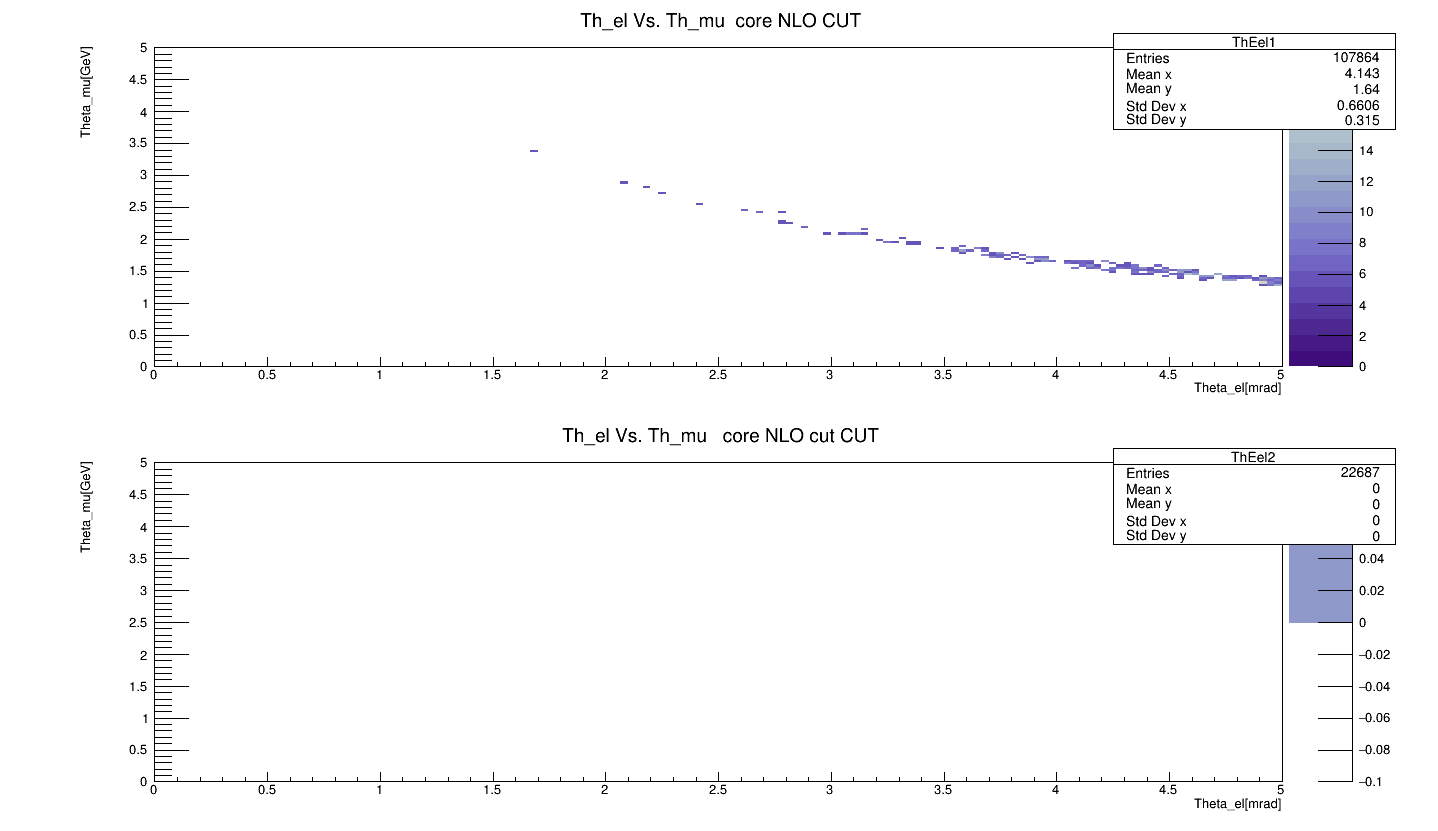 Th_el Vs. Th_mu  core NLO CUT
ThEel1
Entries 107864
Mean x 4.143
Mean y 1.64
Std Dev x 0.6606
Std Dev y 0.315
Theta_mu[GeV]
5
4.5
4
3.5
3
2.5
2
1.5
1
0.5
0
14
12
10
8
6
4
2
0
0 0.5 1 1.5 2 2.5 3 3.5 4 4.5 5
Theta_el[mrad]
Th_el Vs. Th_mu   core NLO cut CUT
ThEel2
Entries 22687
Mean x 0
Mean y 0
Std Dev x 0
Std Dev y 0
Theta_mu[GeV]
5
4.5
4
3.5
3
2.5
2
1.5
1
0.5
0
0.04
0.02
0
−0.02
−0.04
−0.06
−0.08
−0.1
0 0.5 1 1.5 2 2.5 3 3.5 4 4.5 5
Theta_el[mrad]